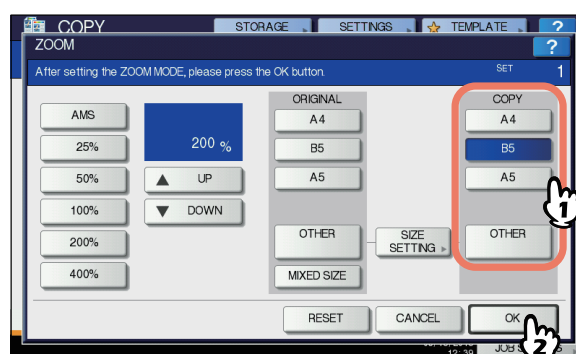 COPY
STORAGE
SETTINGS
TEMPLATE
?
ZOOM
?
After setting the ZOOM MODE, please press the OK button.
SET 1
ORIGINAL
COPY
AMS
25%
50%
100%
200%
400%
200 %
▲ UP
▼ DOWN
A4
B5
A5
OTHER
MIXED SIZE
SIZE
SETTING
A4
B5
A5
OTHER
1
RESET
CANCEL
OK
2
12:39